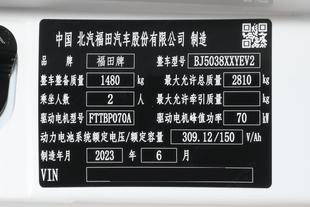 中国 北汽福田汽车股份有限公司 制造
品牌 福田牌 整车型号 BJ5038XXYEV2
整车整备质量 1480 kg 最大允许总质量 2810 kg
乘坐人数 2 人 最大允许牵引质量 kg
驱动电机型号 FTTBP070A 驱动电机峰值功率 70 kW
动力电池系统额定电压/额定容量 309.12/150 V/Ah
制造年月 2023 年 6 月
VIN